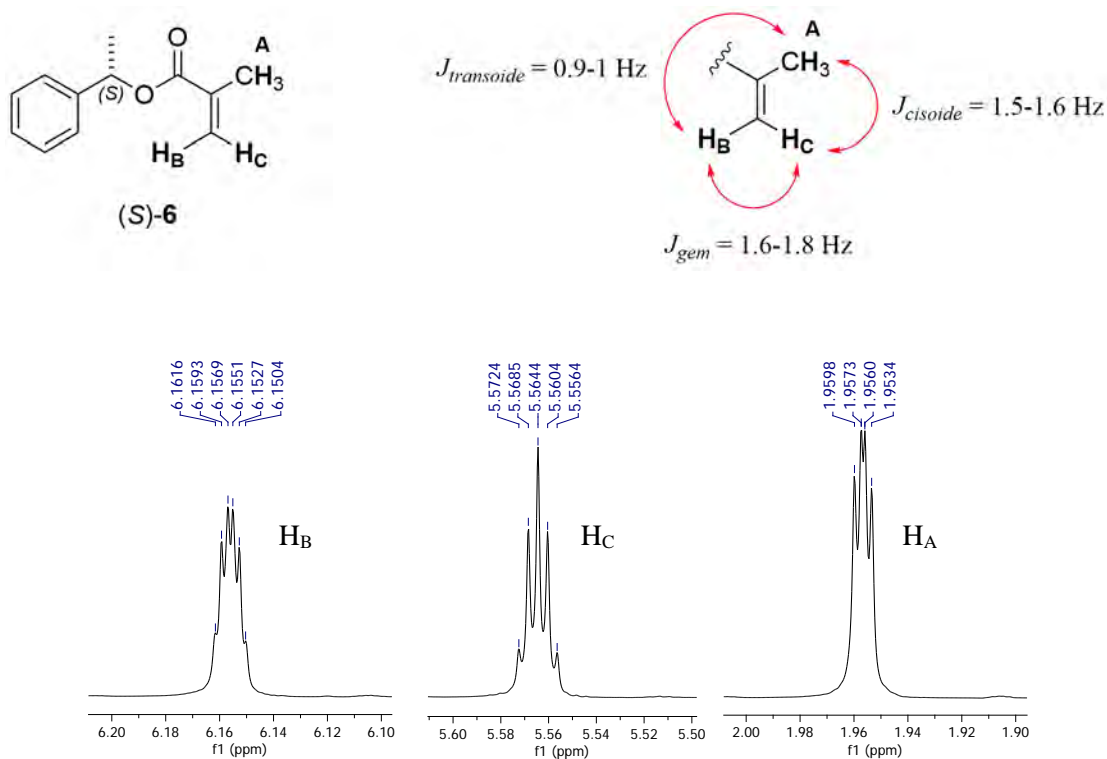 O
A
CH3
(S)
O
HB HC
(S)-6
A
Jtransoide = 0.9-1 Hz
CH3
Jcisoide = 1.5-1.6 Hz
HB HC
Jgem = 1.6-1.8 Hz
6.1616
6.1593
6.1569
6.1551
6.1527
6.1504
5.5724
5.5685
5.5644
5.5604
5.5564
1.9598
1.9573
1.9560
1.9534
HB
HC
HA
6.20 6.18 6.16 6.14 6.12 6.10
f1 (ppm)
5.60 5.58 5.56 5.54 5.52 5.50
f1 (ppm)
2.00 1.98 1.96 1.94 1.92 1.90
f1 (ppm)